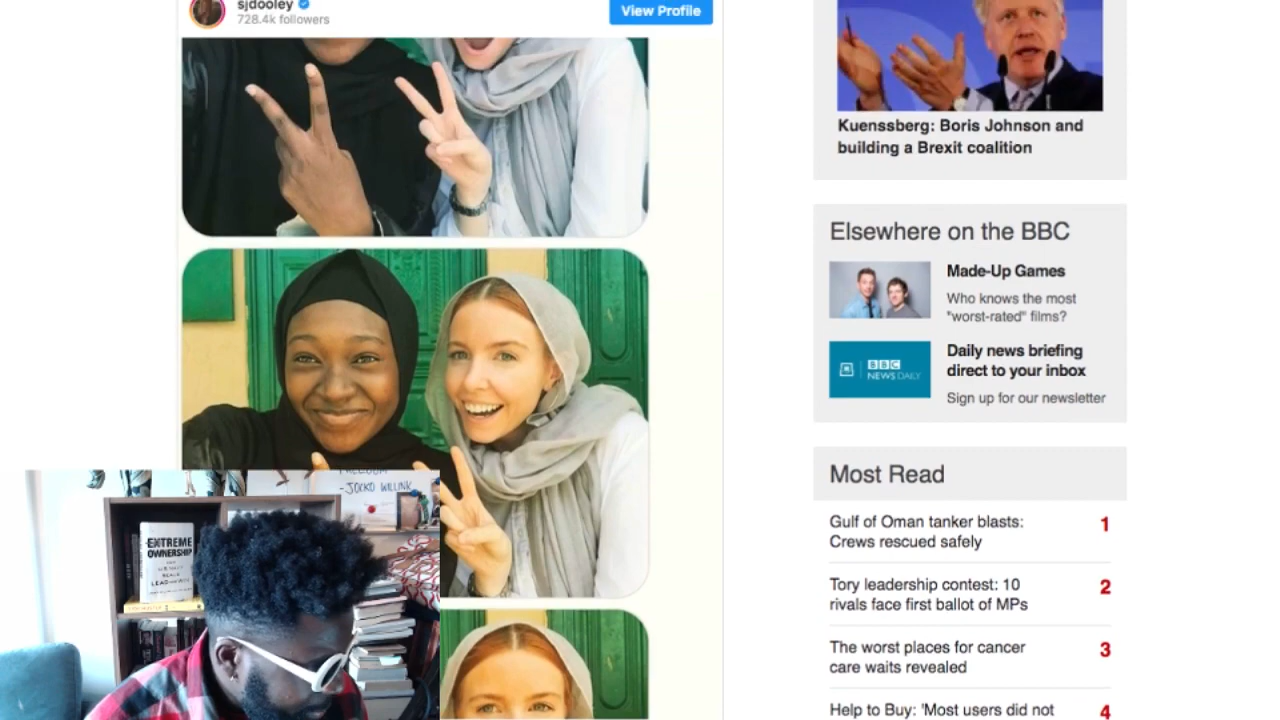 sjdooley
728.4k followers
View Profile
Kuenssberg: Boris Johnson and
building a Brexit coalition
Elsewhere on the BBC
Made-Up Games
Who knows the most
"worst-rated" films?
BBC
NEWS DAILY
Daily news briefing
direct to your inbox
Sign up for our newsletter
Most Read
Gulf of Oman tanker blasts:
Crews rescued safely
1
Tory leadership contest: 10
rivals face first ballot of MPs
2
The worst places for cancer
care waits revealed
3
Help to Buy: 'Most users did not
4
FREEDOM
-JOCKO WILLINK
EXTREME
OWNERSHIP